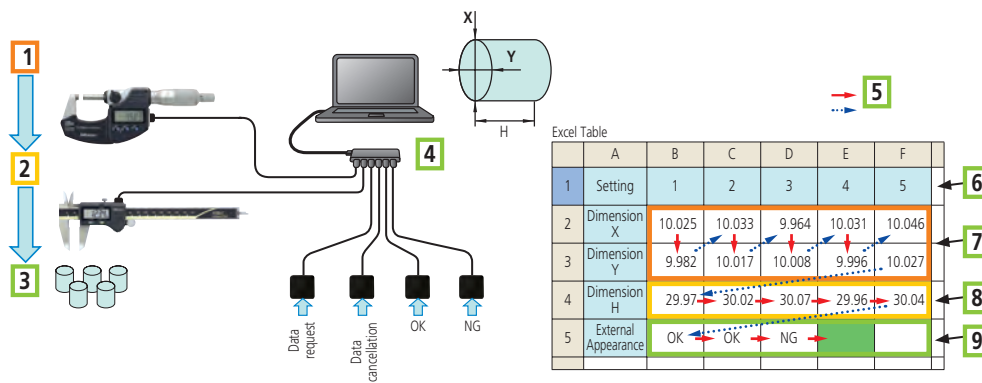 1
2
3
4
X
Y
H
5
Data request
Data cancellation
OK
NG
Excel Table
A B C D E F
1 Setting 1 2 3 4 5
6
2 Dimension X 10.025 10.033 9.964 10.031 10.046
7
3 Dimension Y 9.982 10.017 10.008 9.996 10.027
4 Dimension H 29.97 30.02 30.07 29.96 30.04
8
5 External Appearance OK OK NG
9